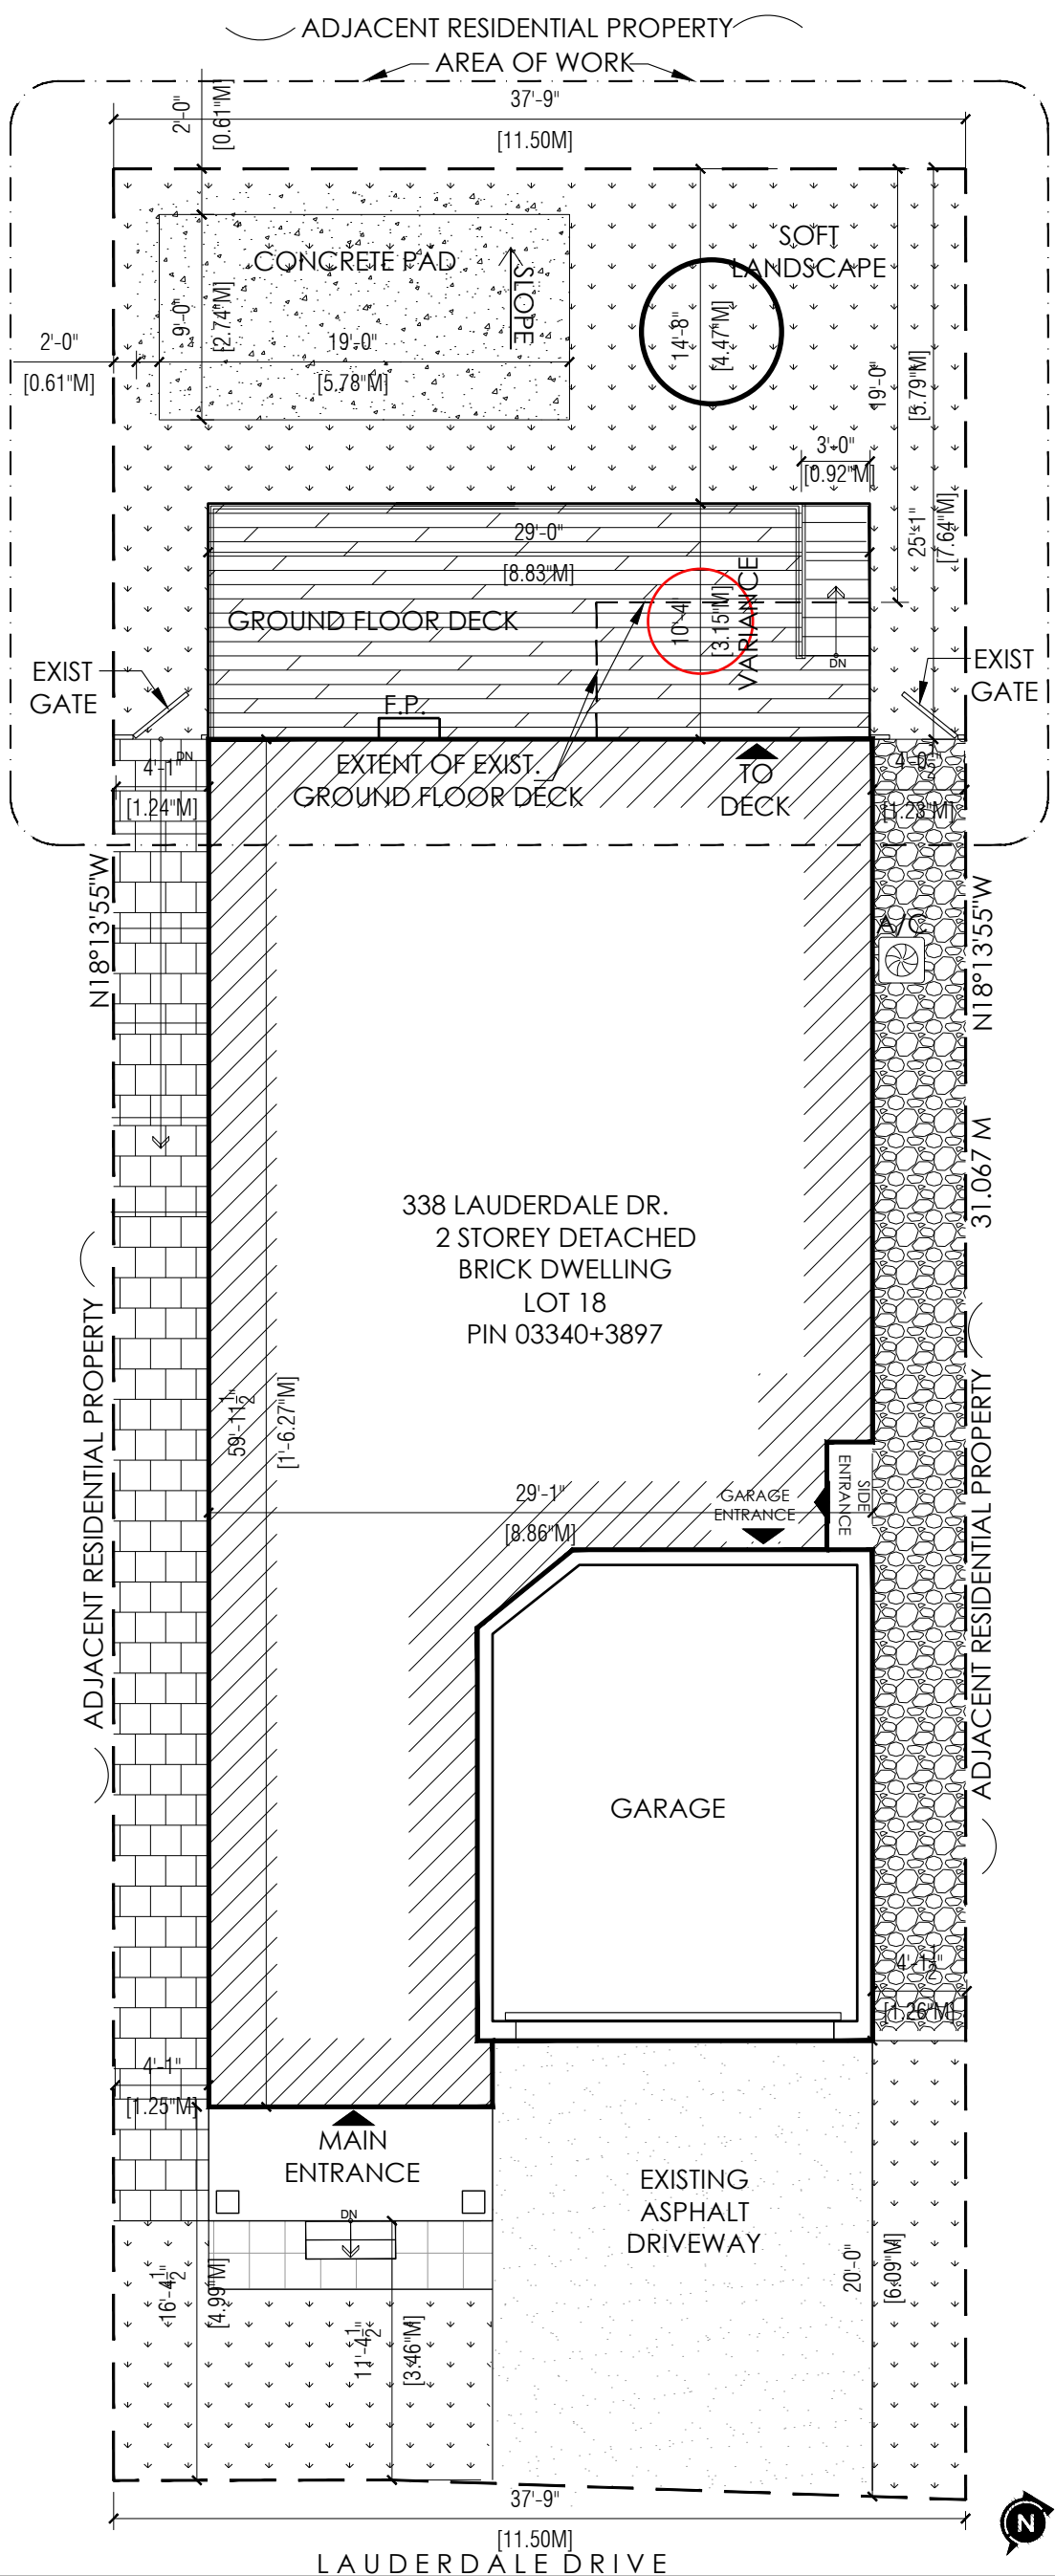 ADJACENT RESIDENTIAL PROPERTY
AREA OF WORK
37'-9"
[11.50M]
2'-0"
[0.61"M]
CONCRETE PAD
SLOPE
9'-0"
[2.74"M]
19'-0"
[5.78"M]
2'-0"
[0.61"M]
SOFT
LANDSCAPE
14'-8"
[4.47"M]
19'-0"
[5.79"M]
3'-0"
[0.92"M]
25'-1"
[7.64"M]
29'-0"
[8.83"M]
GROUND FLOOR DECK
10'-4"
[3.15"M]
VARIANCE
DN
EXIST
GATE
EXIST
GATE
F.P.
EXTENT OF EXIST.
GROUND FLOOR DECK
TO
DECK
DN
4'-1"
[1.24"M]
4'-0½"
[1.23"M]
N18°13'55"W
A/C
N18°13'55"W
31.067 M
338 LAUDERDALE DR.
2 STOREY DETACHED
BRICK DWELLING
LOT 18
PIN 03340+3897
ADJACENT RESIDENTIAL PROPERTY
59'-11½"
[1'-6.27"M]
29'-1"
[8.86"M]
GARAGE
ENTRANCE
SIDE
ENTRANCE
ADJACENT RESIDENTIAL PROPERTY
GARAGE
4'-1½"
[1.26"M]
4'-1"
[1.25"M]
MAIN
ENTRANCE
DN
EXISTING
ASPHALT
DRIVEWAY
16'-4½"
[4.99"M]
11'-4½"
[3.46"M]
20'-0"
[6.09"M]
37'-9"
[11.50M]
LAUDERDALE DRIVE
N